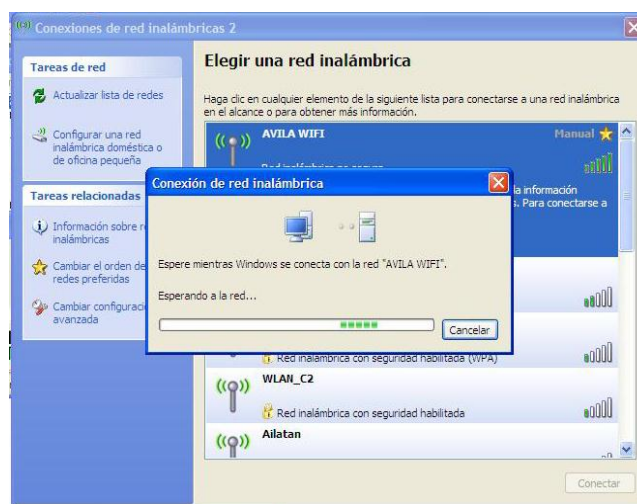 Conexiones de red inalámbricas 2
Tareas de red
Actualizar lista de redes
Configurar una red
inalámbrica doméstica o
de oficina pequeña
Tareas relacionadas
Información sobre
inalámbricas
Cambiar el orden de
redes preferidas
Cambiar
avanzada
Elegir una red inalámbrica
Haga clic en cualquier elemento de la siguiente lista para conectarse a una red inalámbrica
en el alcance o para obtener más información.
AVILA WIFI
Manual
la información
Para conectarse a
Conexión de red inalámbrica
Espere mientras Windows se conecta con la red "AVILA WIFI".
Esperando a la red...
Cancelar
Red inalámbrica con seguridad habilitada (WPA)
WLAN_C2
Red inalámbrica con seguridad habilitada
Ailatan
Conectar